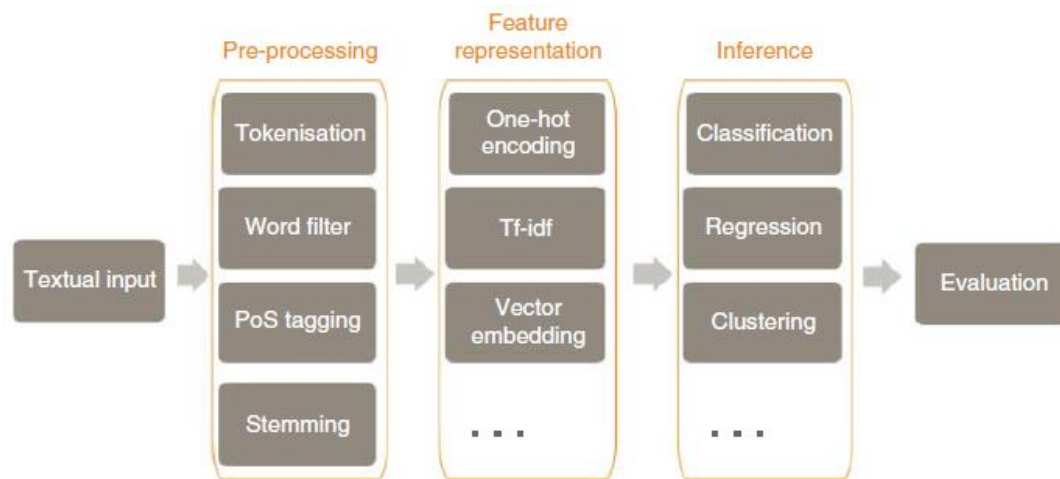 Pre-processing
Feature
representation
Inference
Textual input
Tokenisation
Word filter
PoS tagging
Stemming
One-hot
encoding
Tf-idf
Vector
embedding
...
Classification
Regression
Clustering
...
Evaluation